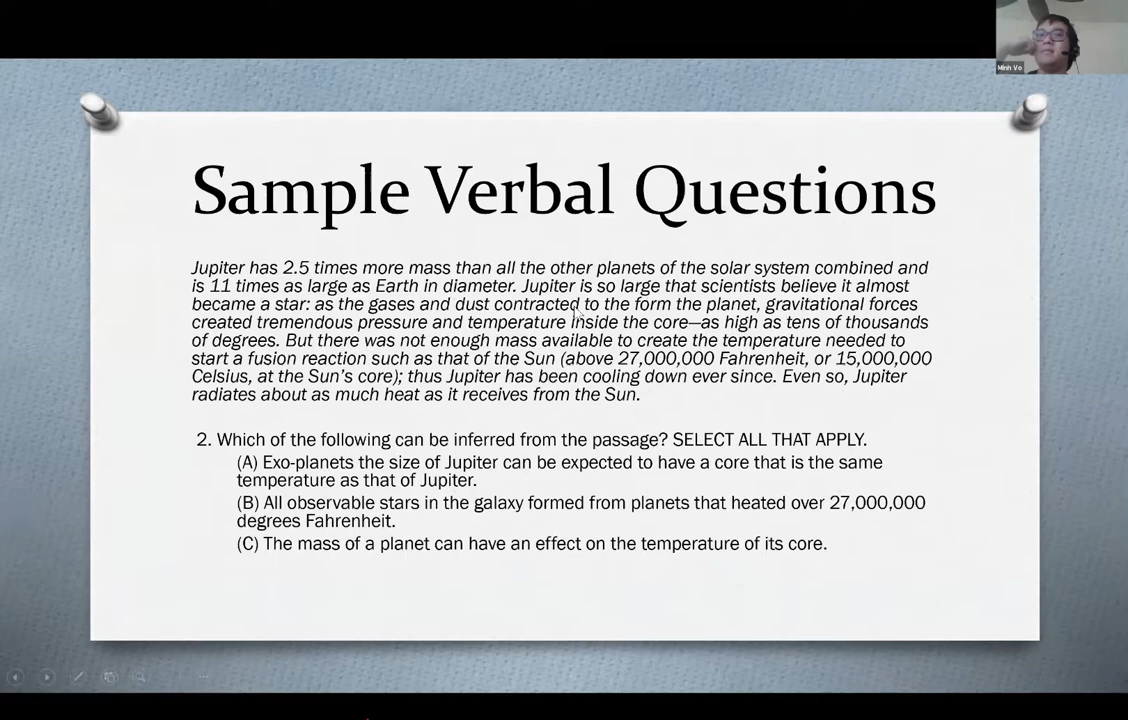 Minh Vo
Sample Verbal Questions
Jupiter has 2.5 times more mass than all the other planets of the solar system combined and
is 11 times as large as Earth in diameter. Jupiter is so large that scientists believe it almost
became a star: as the gases and dust contracted to the form the planet, gravitational forces
created tremendous pressure and temperature inside the core—as high as tens of thousands
of degrees. But there was not enough mass available to create the temperature needed to
start a fusion reaction such as that of the Sun (above 27,000,000 Fahrenheit, or 15,000,000
Celsius, at the Sun's core); thus Jupiter has been cooling down ever since. Even so, Jupiter
radiates about as much heat as it receives from the Sun.
2. Which of the following can be inferred from the passage? SELECT ALL THAT APPLY.
(A) Exo-planets the size of Jupiter can be expected to have a core that is the same
temperature as that of Jupiter.
(B) All observable stars in the galaxy formed from planets that heated over 27,000,000
degrees Fahrenheit.
(C) The mass of a planet can have an effect on the temperature of its core.